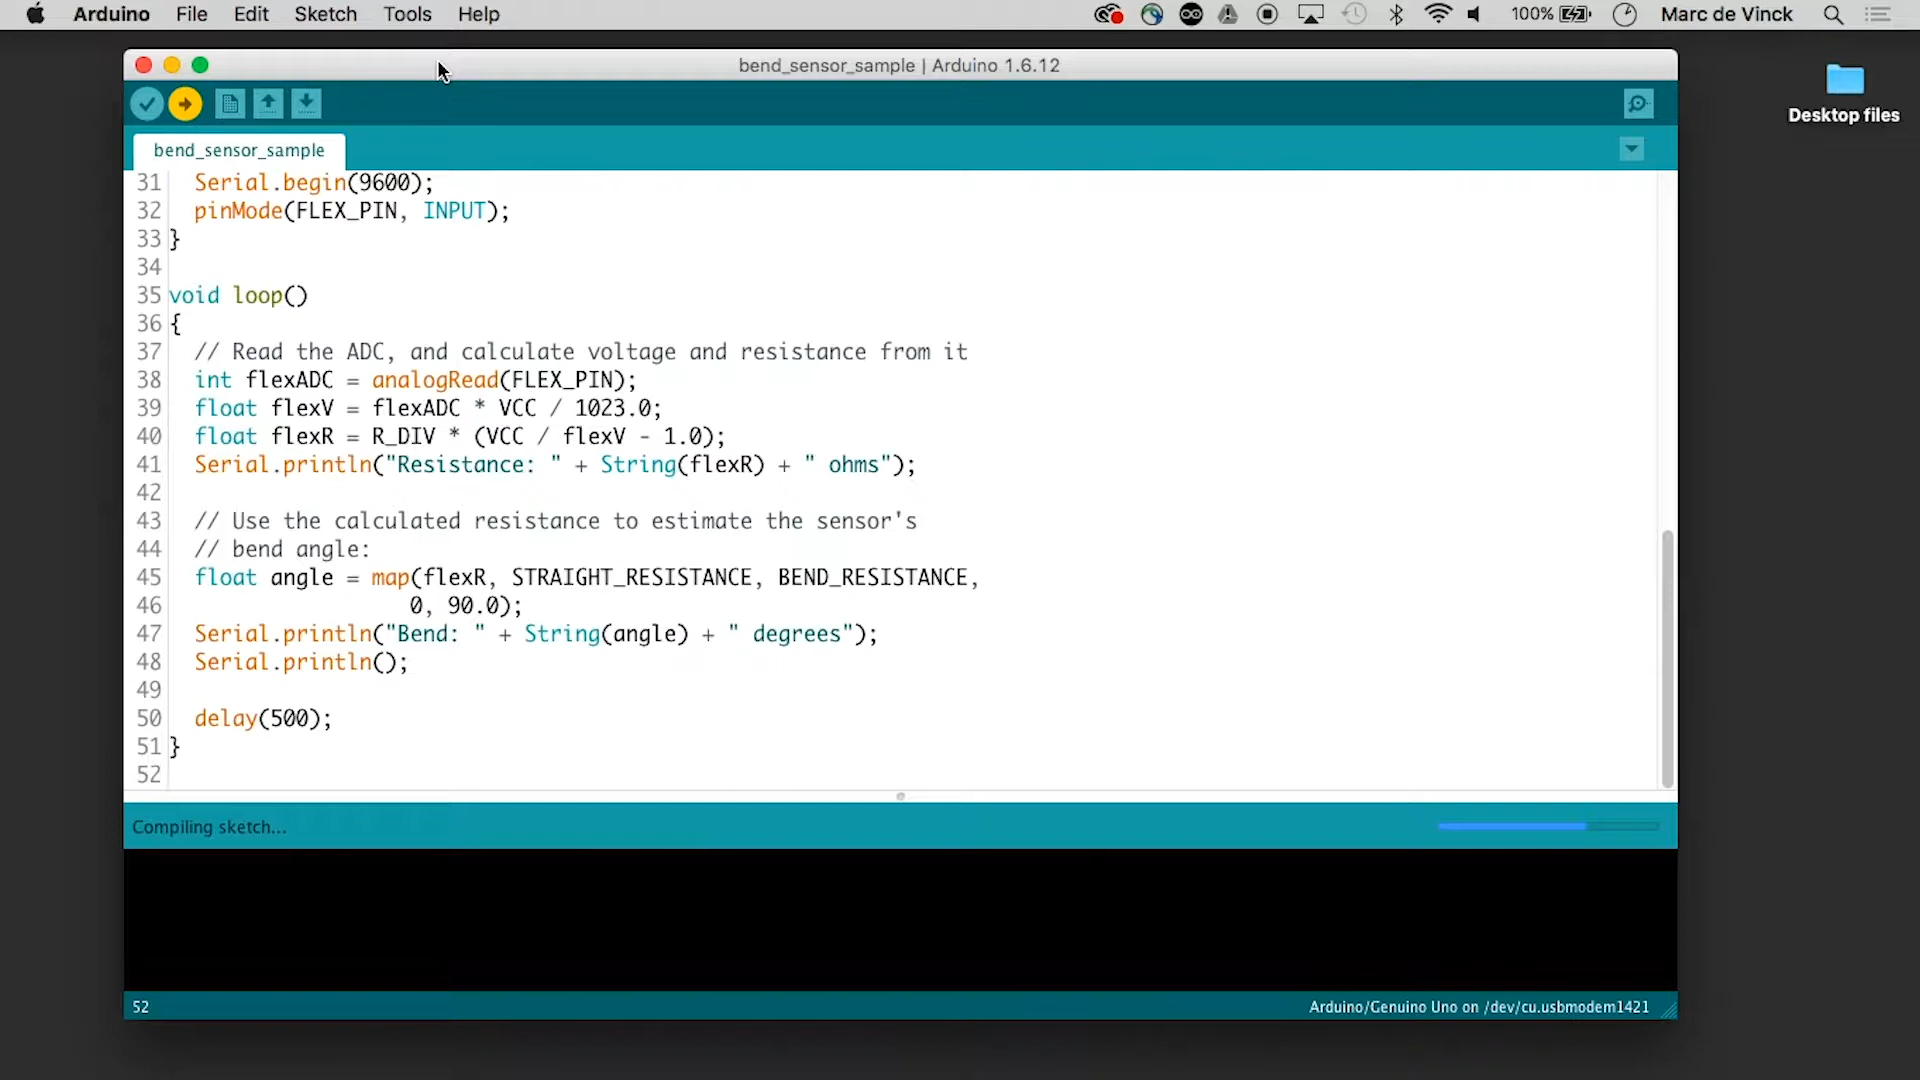 Arduino File Edit Sketch Tools Help 100% Marc de Vinck
bend_sensor_sample | Arduino 1.6.12
Desktop files
bend_sensor_sample
31 Serial.begin(9600);
32 pinMode(FLEX_PIN, INPUT);
33 }
34
35 void loop()
36 {
37 // Read the ADC, and calculate voltage and resistance from it
38 int flexADC = analogRead(FLEX_PIN);
39 float flexV = flexADC * VCC / 1023.0;
40 float flexR = R_DIV * (VCC / flexV - 1.0);
41 Serial.println("Resistance: " + String(flexR) + " ohms");
42
43 // Use the calculated resistance to estimate the sensor's
44 // bend angle:
45 float angle = map(flexR, STRAIGHT_RESISTANCE, BEND_RESISTANCE,
46 0, 90.0);
47 Serial.println("Bend: " + String(angle) + " degrees");
48 Serial.println();
49
50 delay(500);
51 }
52
Compiling sketch...
52 Arduino/Genuino Uno on /dev/cu.usbmodem1421